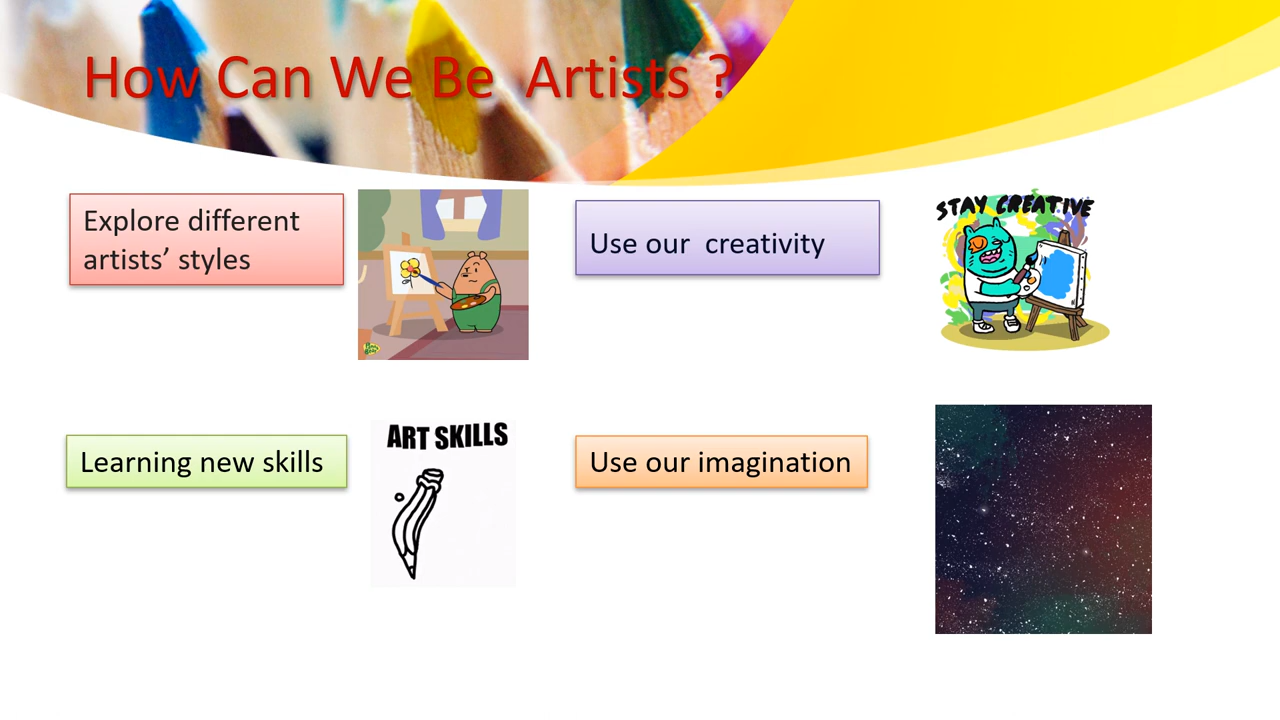 How Can We Be  Artists ?
Explore different
artists’ styles
Use our  creativity
STAY CREATIVE
Learning new skills
ART SKILLS
Use our imagination